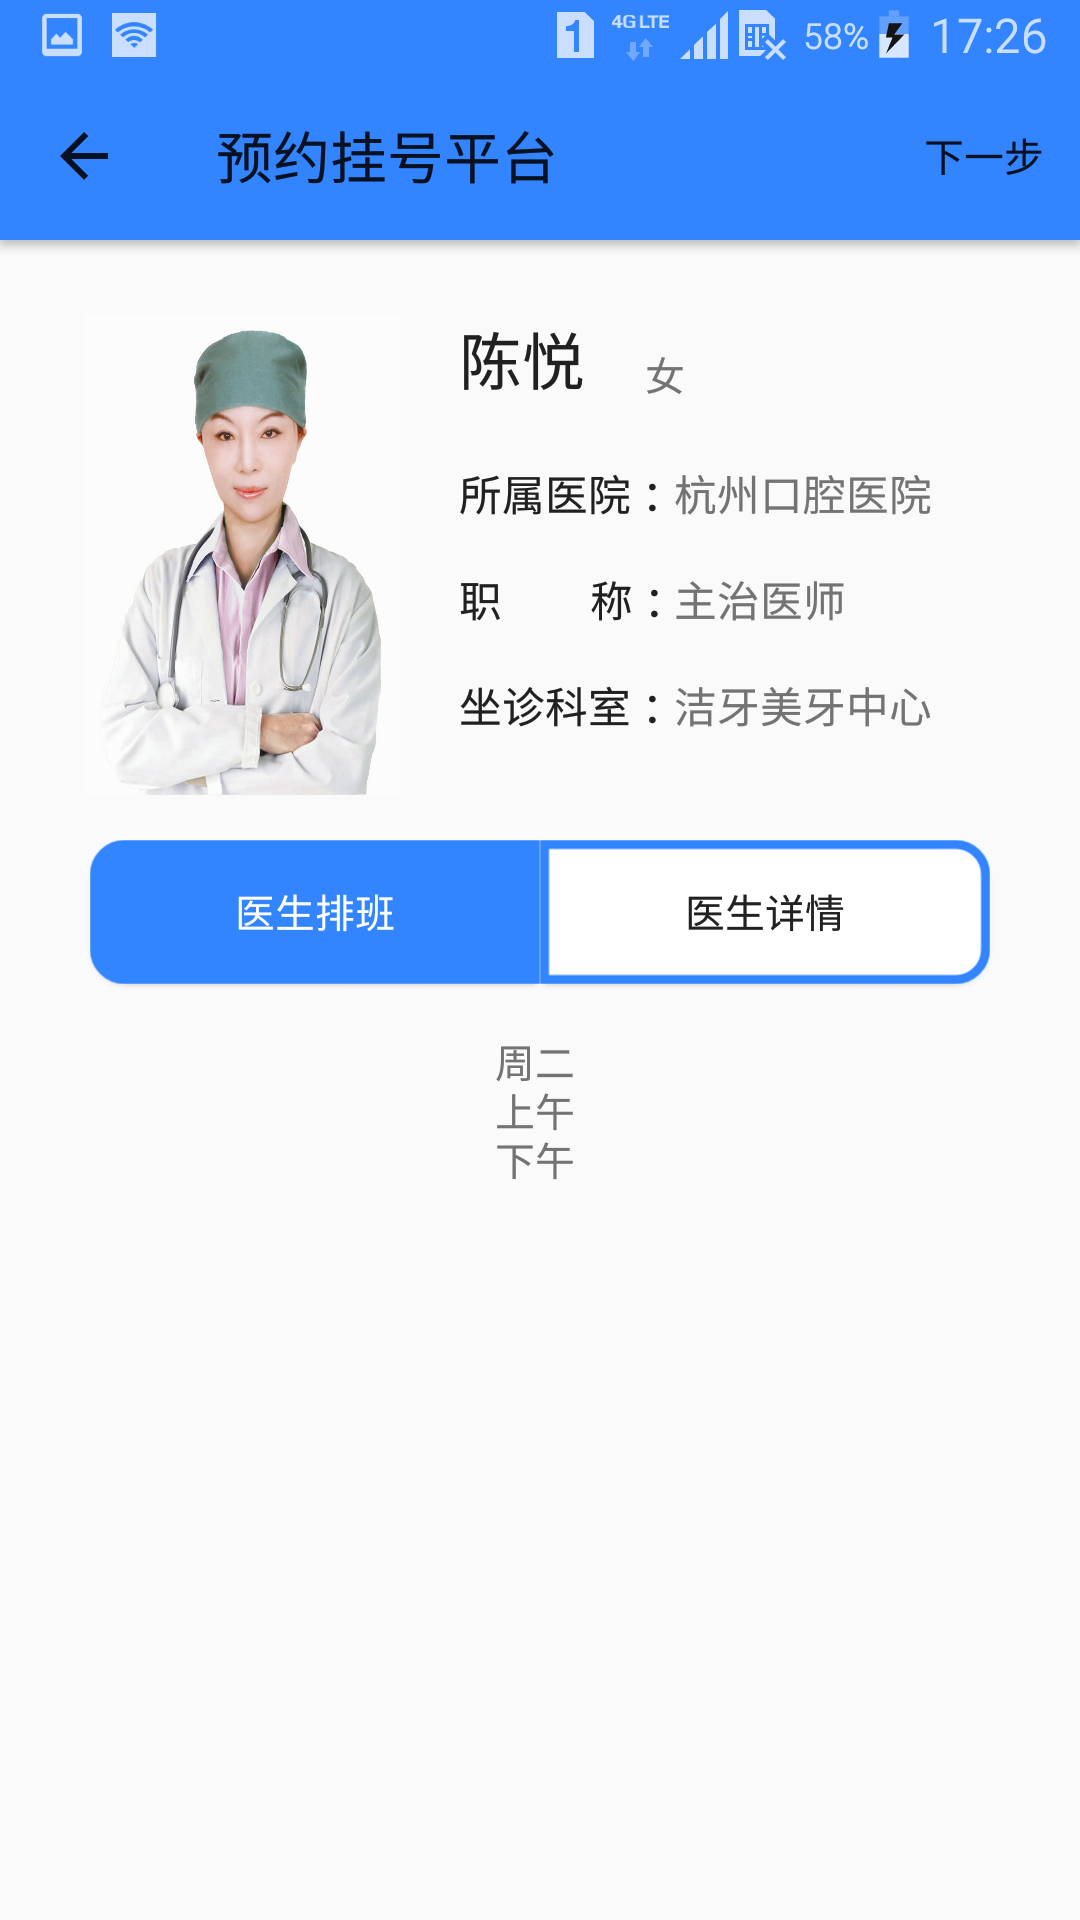 1 4G LTE 58% 17:26
预约挂号平台 下一步
陈悦 女
所属医院：杭州口腔医院
职 称：主治医师
坐诊科室：洁牙美牙中心
医生排班 医生详情
周二
上午
下午